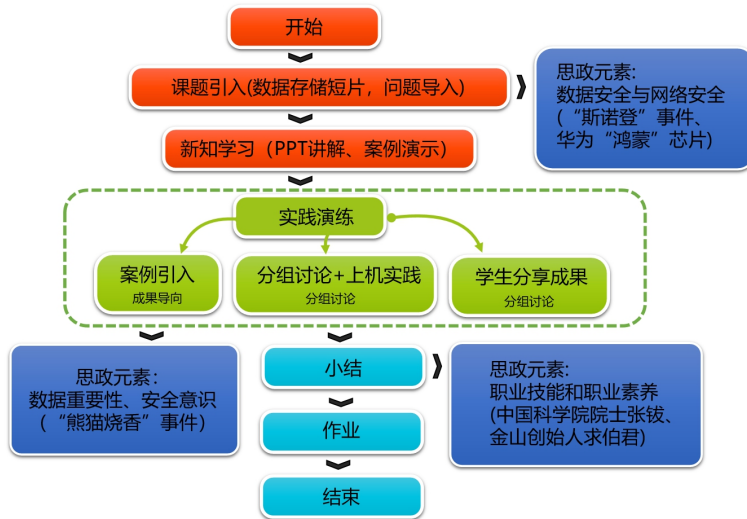 开始
课题引入(数据存储短片，问题导入)
思政元素:
数据安全与网络安全
(“斯诺登”事件、
华为“鸿蒙”芯片)
新知学习（PPT讲解、案例演示）
实践演练
案例引入
成果导向
分组讨论+上机实践
分组讨论
学生分享成果
分组讨论
思政元素：
数据重要性、安全意识
(“熊猫烧香”事件）
小结
思政元素:
职业技能和职业素养
(中国科学院院士张钹、
金山创始人求伯君)
作业
结束